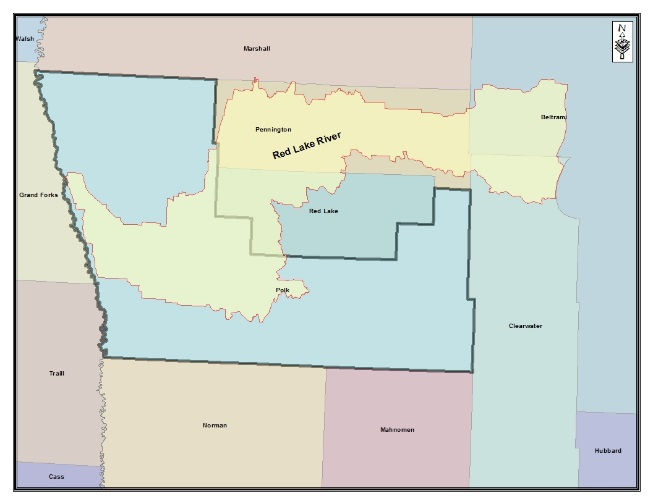 N
Walsh
Marshall
Beltrami
Pennington
Red Lake River
Grand Forks
Red Lake
Polk
Clearwater
Traill
Norman
Mahnomen
Hubbard
Cass